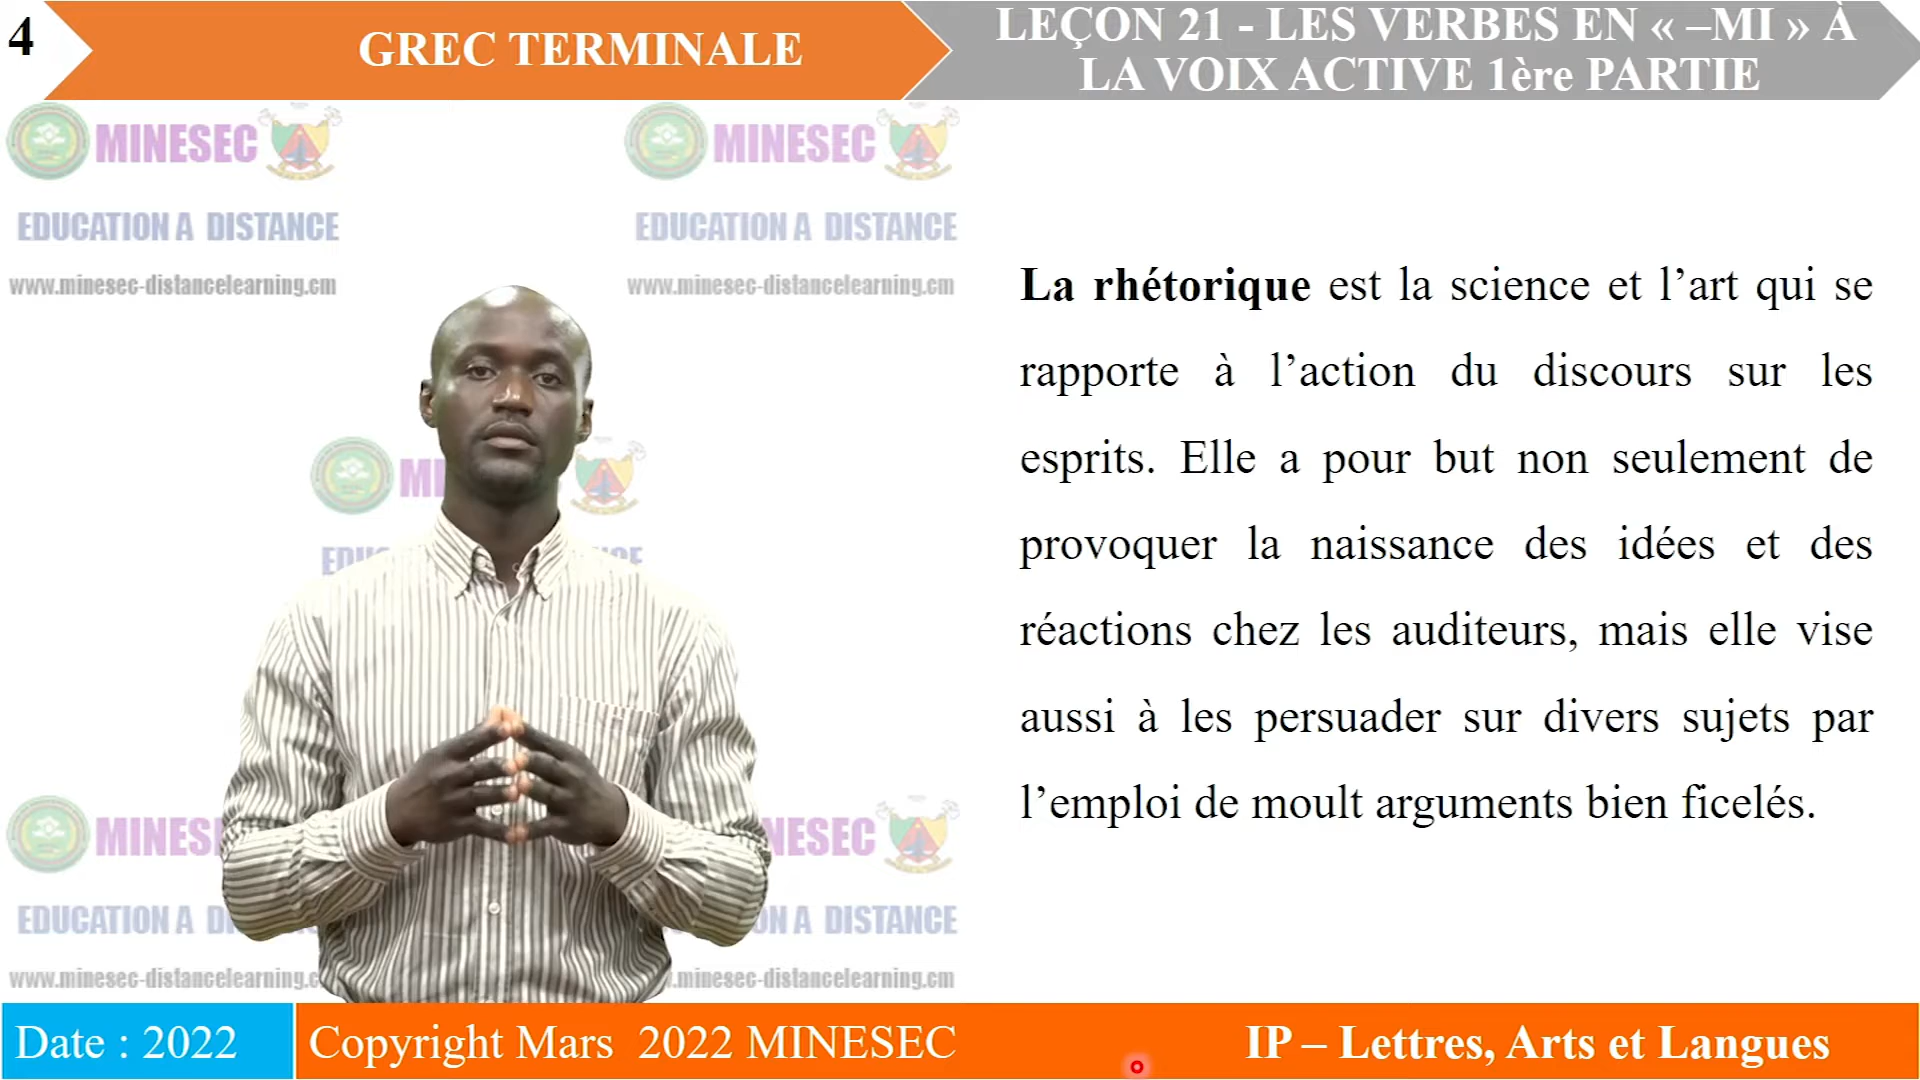 4
GREC TERMINALE
LEÇON 21 - LES VERBES EN « –MI » À
LA VOIX ACTIVE 1ère PARTIE
MINESEC
MINESEC
EDUCATION A DISTANCE
EDUCATION A DISTANCE
www.minesec-distancelearning.cm
www.minesec-distancelearning.cm
La rhétorique est la science et l’art qui se
rapporte à l’action du discours sur les
esprits. Elle a pour but non seulement de
provoquer la naissance des idées et des
réactions chez les auditeurs, mais elle vise
aussi à les persuader sur divers sujets par
l’emploi de moult arguments bien ficelés.
MINESEC
EDUCATION A DISTANCE
Date : 2022
Copyright Mars 2022 MINESEC
IP – Lettres, Arts et Langues